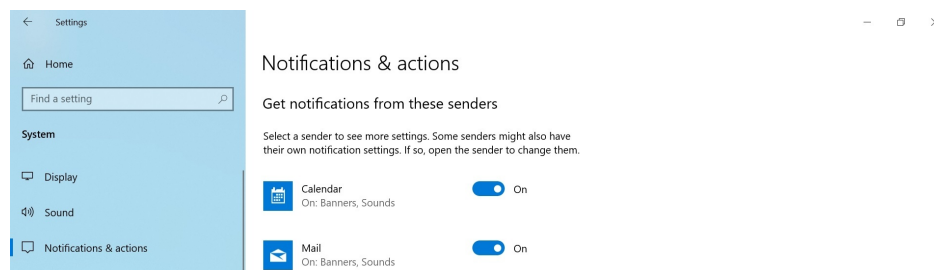 Settings
Home
Find a setting
System
Display
Sound
Notifications & actions
Notifications & actions
Get notifications from these senders
Select a sender to see more settings. Some senders might also have
their own notification settings. If so, open the sender to change them.
Calendar
On: Banners, Sounds
On
Mail
On: Banners, Sounds
On